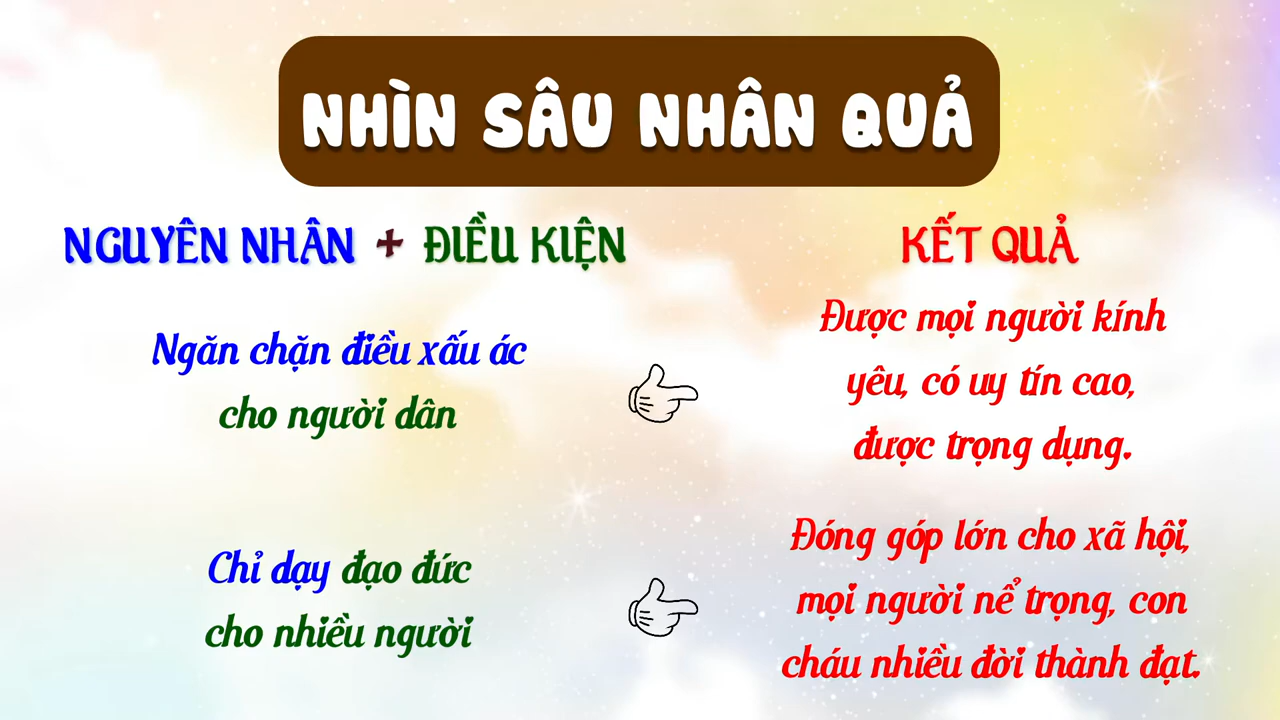 NHÌN SÂU NHÂN QUẢ
NGUYÊN NHÂN + ĐIỀU KIỆN
KẾT QUẢ
Ngăn chặn điều xấu ác
cho người dân
Được mọi người kính
yêu, có uy tín cao,
được trọng dụng.
Chỉ dạy đạo đức
cho nhiều người
Đóng góp lớn cho xã hội,
mọi người nể trọng, con
cháu nhiều đời thành đạt.